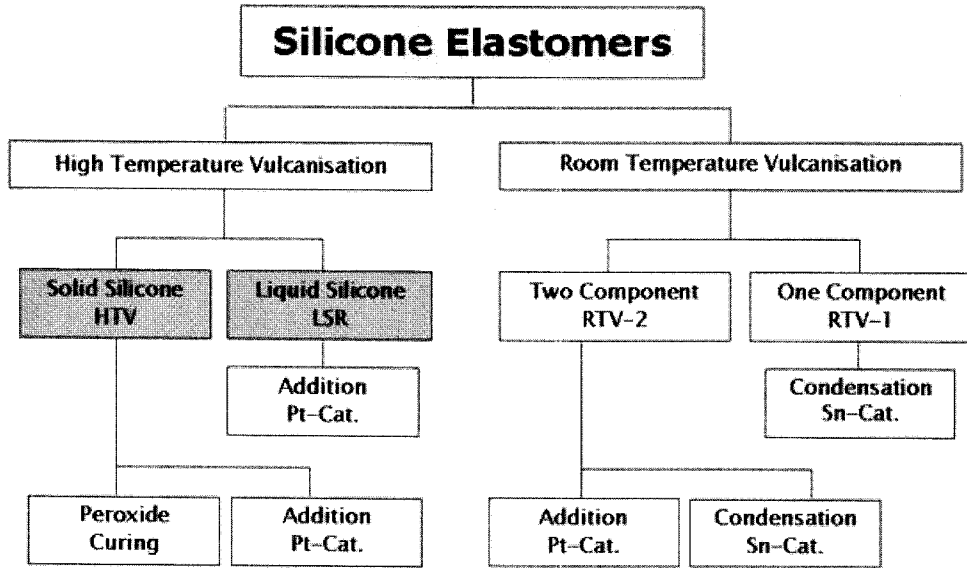 Silicone Elastomers
High Temperature Vulcanisation
Room Temperature Vulcanisation
Solid Silicone
HTV
Liquid Silicone
LSR
Two Component
RTV-2
One Component
RTV-1
Addition
Pt-Cat.
Condensation
Sn-Cat.
Peroxide
Curing
Addition
Pt-Cat.
Addition
Pt-Cat.
Condensation
Sn-Cat.